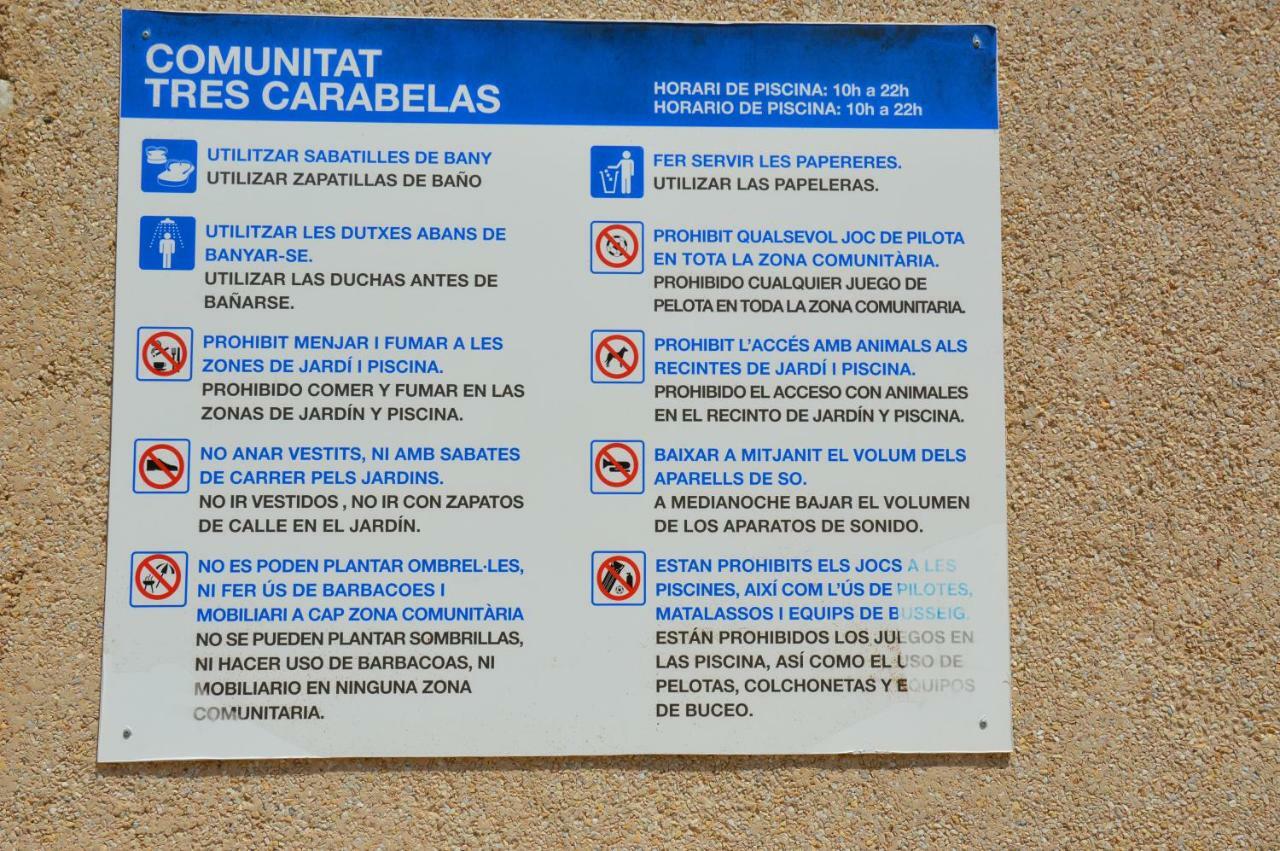 COMUNITAT
TRES CARABELAS
HORARI DE PISCINA: 10h a 22h
HORARIO DE PISCINA: 10h a 22h
UTILITZAR SABATILLES DE BANY
UTILIZAR ZAPATILLAS DE BAÑO
UTILITZAR LES DUTXES ABANS DE
BANYAR-SE.
UTILIZAR LAS DUCHAS ANTES DE
BAÑARSE.
PROHIBIT MENJAR I FUMAR A LES
ZONES DE JARDÍ I PISCINA.
PROHIBIDO COMER Y FUMAR EN LAS
ZONAS DE JARDÍN Y PISCINA.
NO ANAR VESTITS, NI AMB SABATES
DE CARRER PELS JARDINS.
NO IR VESTIDOS , NO IR CON ZAPATOS
DE CALLE EN EL JARDÍN.
NO ES PODEN PLANTAR OMBREL·LES,
NI FER ÚS DE BARBACOES I
MOBILIARI A CAP ZONA COMUNITÀRIA
NO SE PUEDEN PLANTAR SOMBRILLAS,
NI HACER USO DE BARBACOAS, NI
MOBILIARIO EN NINGUNA ZONA
COMUNITARIA.
FER SERVIR LES PAPERERES.
UTILIZAR LAS PAPELERAS.
PROHIBIT QUALSEVOL JOC DE PILOTA
EN TOTA LA ZONA COMUNITÀRIA.
PROHIBIDO CUALQUIER JUEGO DE
PELOTA EN TODA LA ZONA COMUNITARIA.
PROHIBIT L'ACCÉS AMB ANIMALS ALS
RECINTES DE JARDÍ I PISCINA.
PROHIBIDO EL ACCESO CON ANIMALES
EN EL RECINTO DE JARDÍN Y PISCINA.
BAIXAR A MITJANIT EL VOLUM DELS
APARELLS DE SO.
A MEDIANOCHE BAJAR EL VOLUMEN
DE LOS APARATOS DE SONIDO.
ESTAN PROHIBITS ELS JOCS A LES
PISCINES, AIXÍ COM L'ÚS DE PILOTES,
MATALASSOS I EQUIPS DE BUSSEIG.
ESTÁN PROHIBIDOS LOS JUEGOS EN
LAS PISCINA, ASÍ COMO EL USO DE
PELOTAS, COLCHONETAS Y EQUIPOS
DE BUCEO.